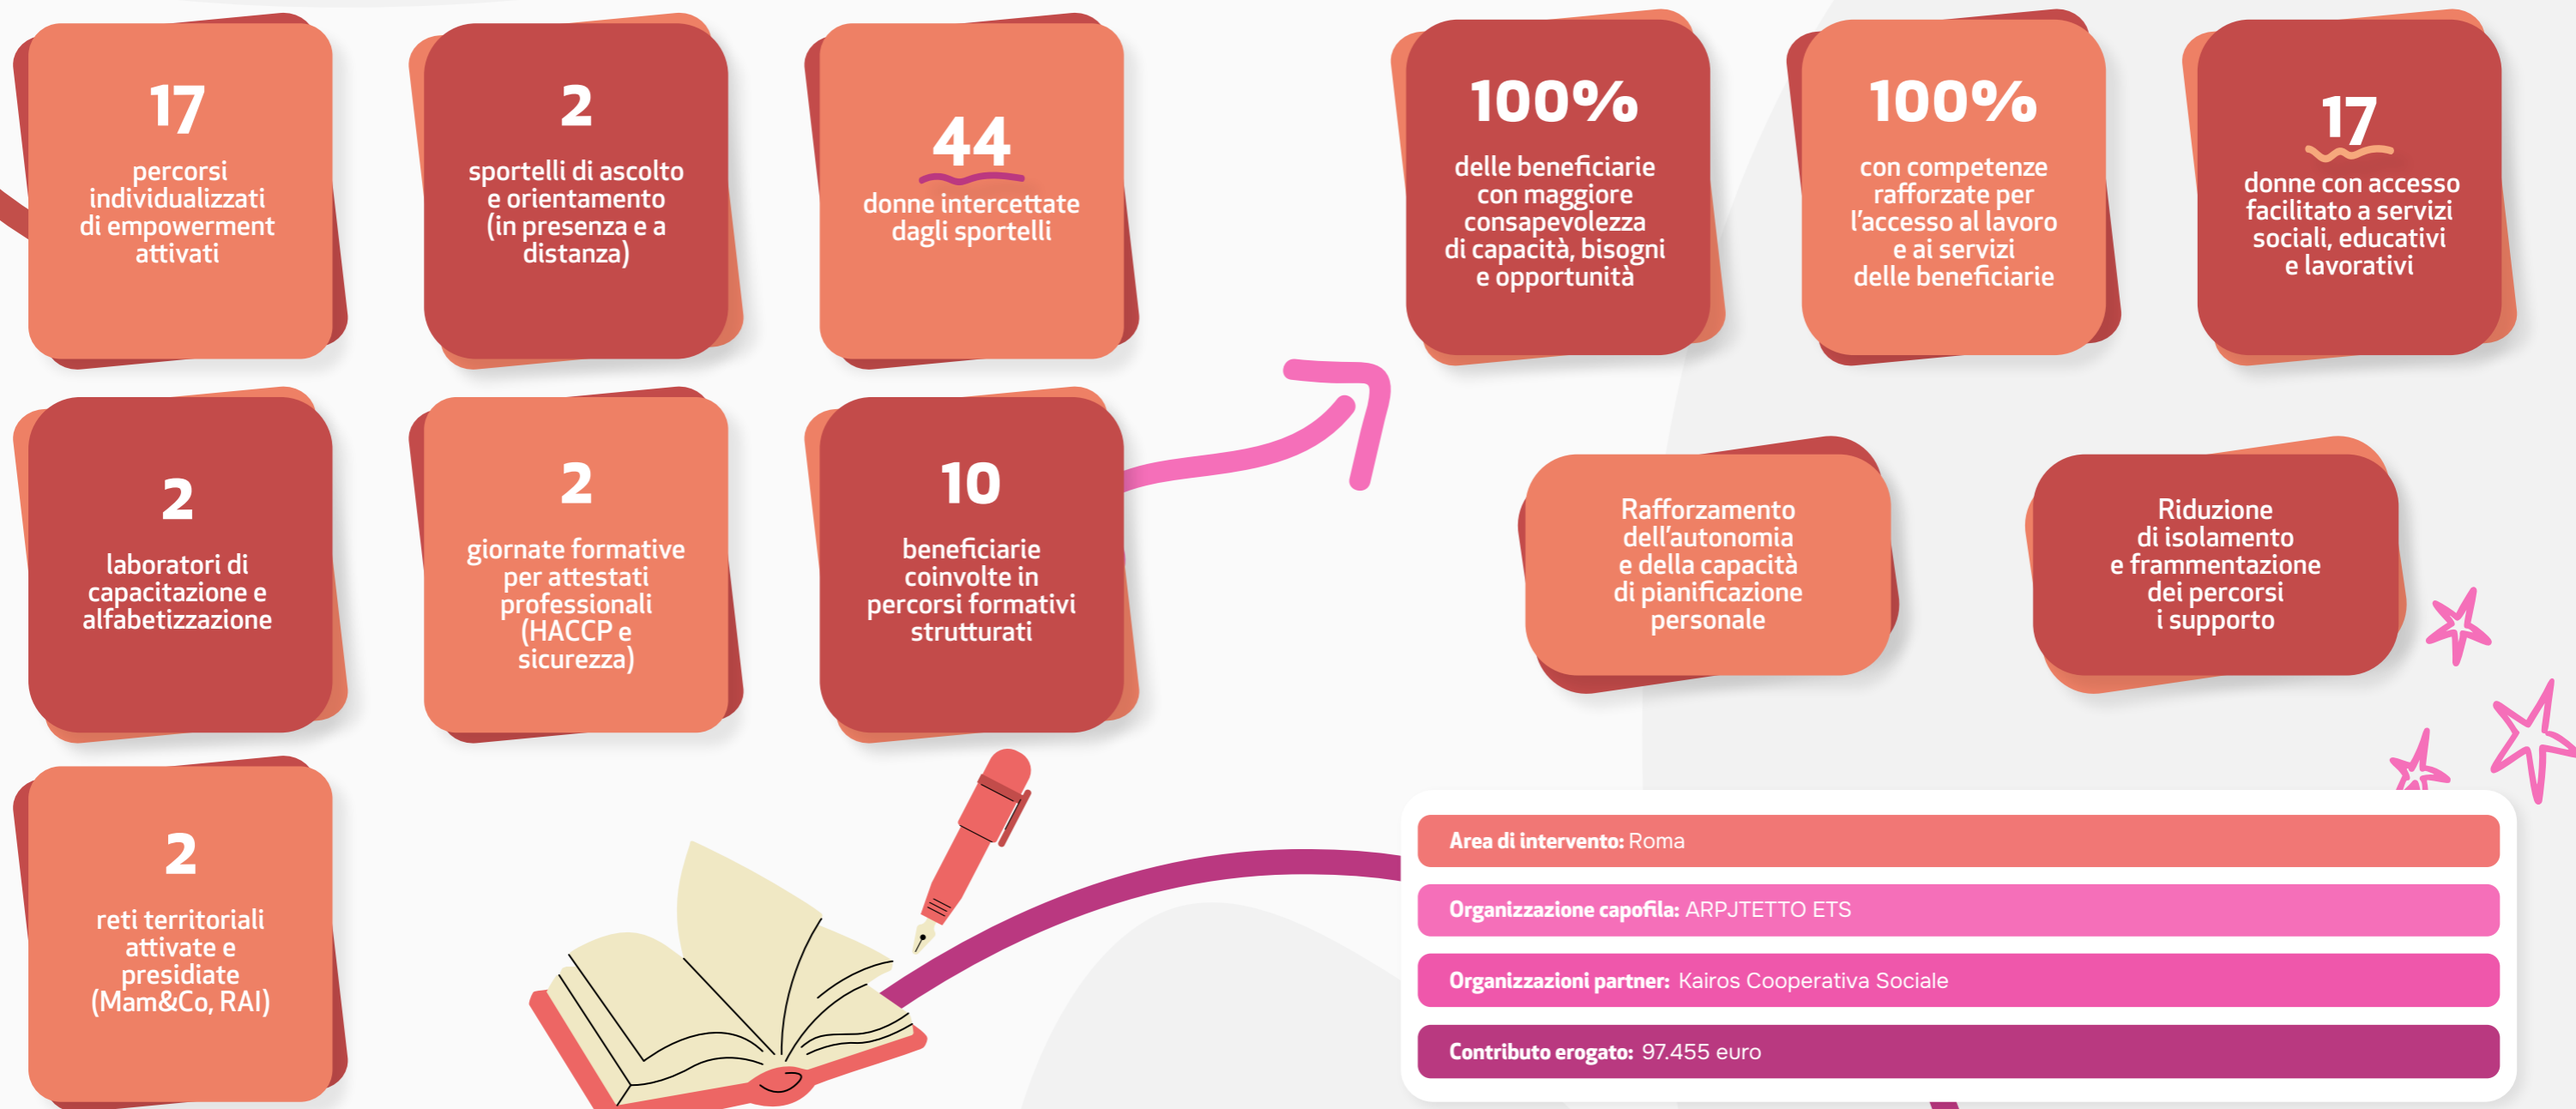 17
percorsi
individualizzati
di empowerment
attivati
2
sportelli di ascolto
e orientamento
(in presenza e a
distanza)
44
donne intercettate
dagli sportelli
2
laboratori di
capacitazione e
alfabetizzazione
2
giornate formative
per attestati
professionali
(HACCP e
sicurezza)
10
beneficiarie
coinvolte in
percorsi formativi
strutturati
2
reti territoriali
attivate e
presidiate
(Mam&Co, RAI)
100%
delle beneficiarie
con maggiore
consapevolezza
di capacità, bisogni
e opportunità
100%
con competenze
rafforzate per
l'accesso al lavoro
e ai servizi
delle beneficiarie
17
donne con accesso
facilitato a servizi
sociali, educativi
e lavorativi
Rafforzamento
dell'autonomia
e della capacità
di pianificazione
personale
Riduzione
di isolamento
e frammentazione
dei percorsi
i supporto
Area di intervento: Roma
Organizzazione capofila: ARPJTETTO ETS
Organizzazioni partner: Kairos Cooperativa Sociale
Contributo erogato: 97.455 euro